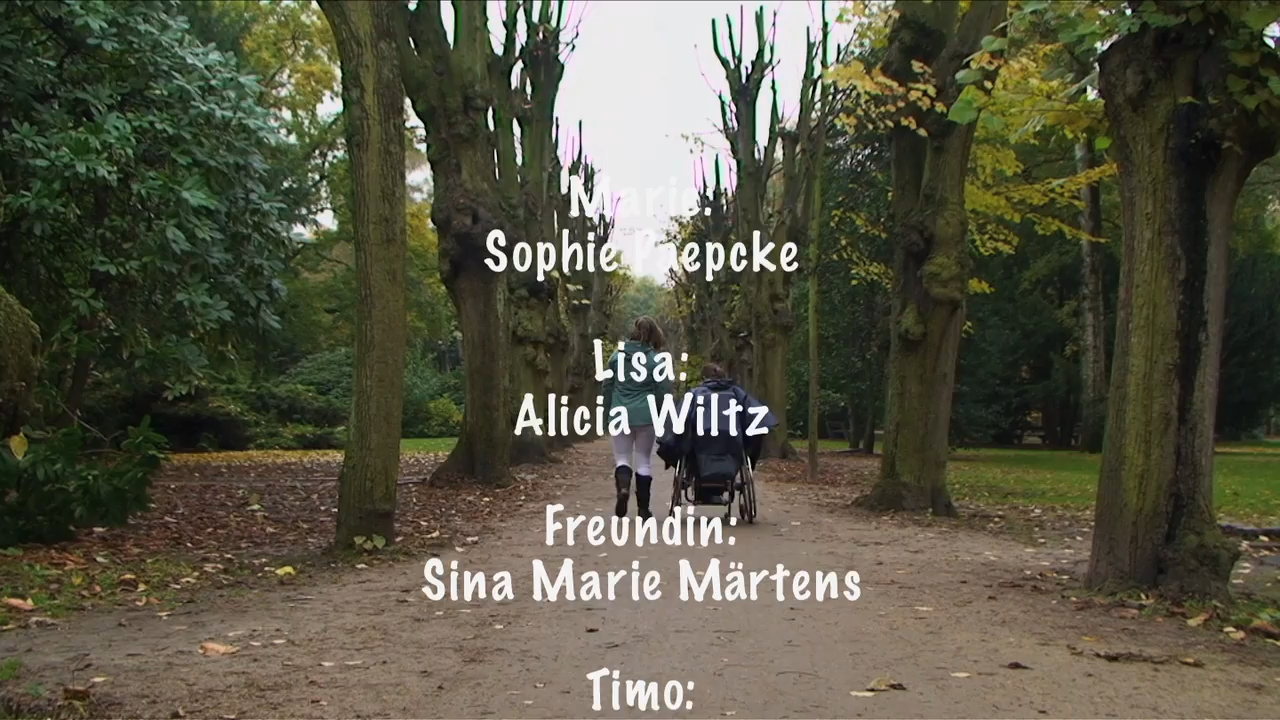 Marie:
Sophie Paepcke
Lisa:
Alicia Wiltz
Freundin:
Sina Marie Märtens
Timo: